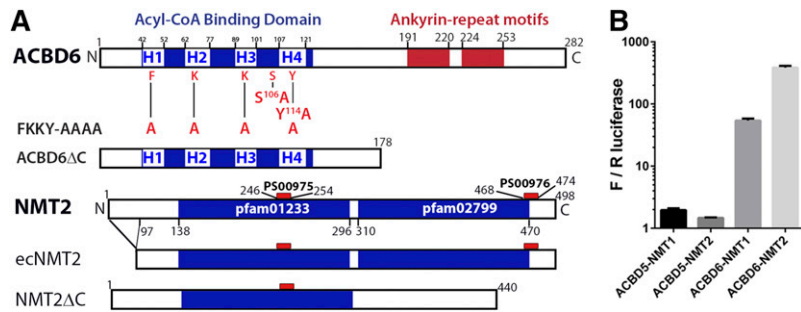 A
Acyl-CoA Binding Domain
Ankyrin-repeat motifs
1 42 52 62 77 89 101 107 121 191 220 224 253 282
ACBD6 N H1 H2 H3 H4 C
F K K S Y
S106A
Y114A
FKKY-AAAA A A A A
178
ACBD6ΔC H1 H2 H3 H4
1 246 PS00975 254 468 PS00976 474
498
NMT2 N pfam01233 pfam02799 C
97 138 296 310 470
ecNMT2
1 440
NMT2ΔC
B
F / R luciferase
1000
100
10
1
ACBD5-NMT1
ACBD5-NMT2
ACBD6-NMT1
ACBD6-NMT2